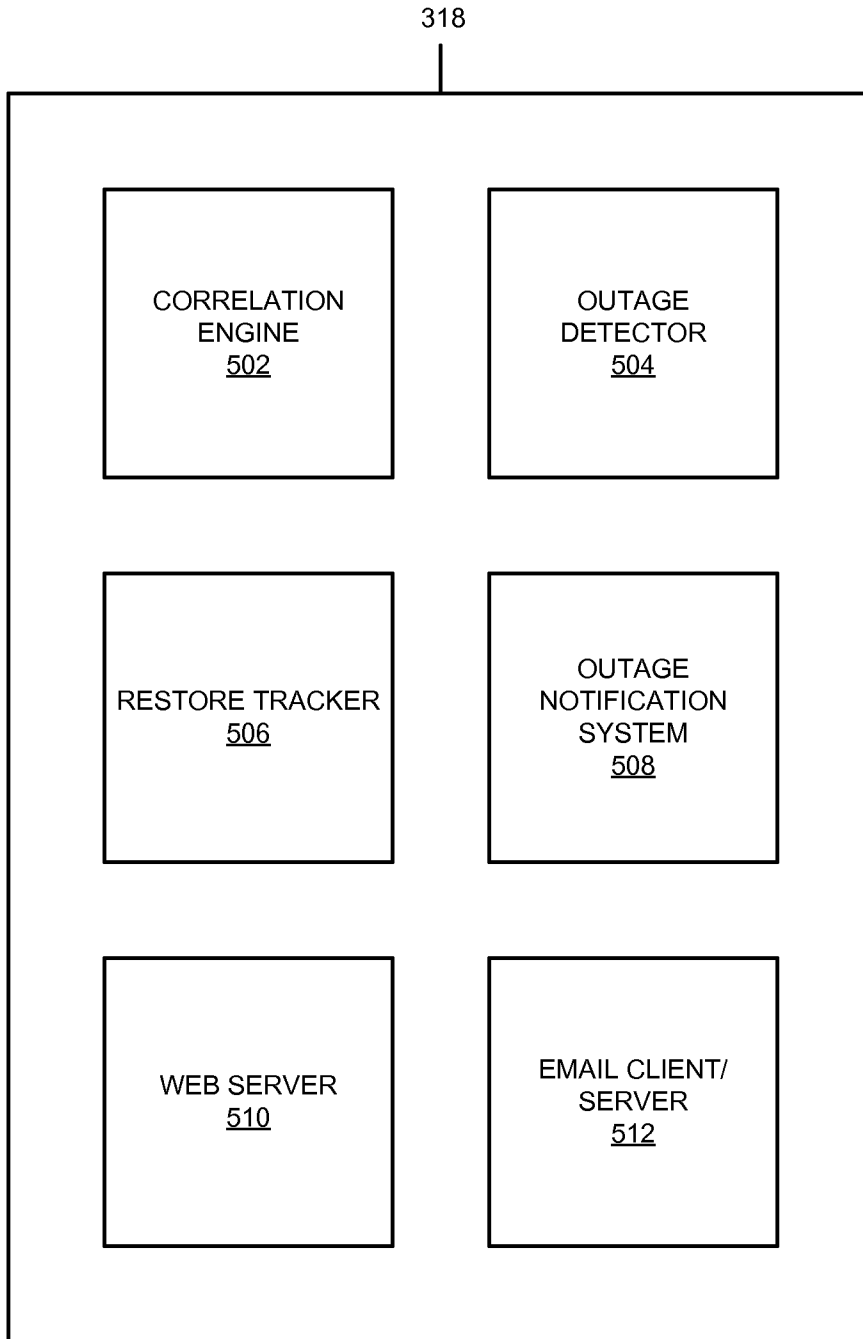 318
CORRELATION
ENGINE
502
OUTAGE
DETECTOR
504
RESTORE TRACKER
506
OUTAGE
NOTIFICATION
SYSTEM
508
WEB SERVER
510
EMAIL CLIENT/
SERVER
512